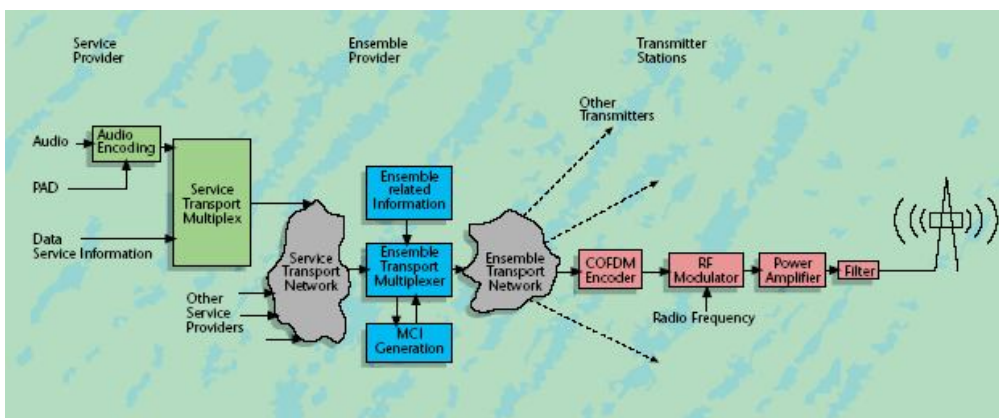 Service
Provider
Ensemble
Provider
Transmitter
Stations
Other
Transmitters
Audio
Audio
Encoding
PAD
Service
Transport
Multiplex
Data
Service Information
Other
Service
Providers
Service
Transport
Network
Ensemble
related
Information
Ensemble
Transport
Multiplexer
MCI
Generation
Ensemble
Transport
Network
COFDM
Encoder
RF
Modulator
Radio Frequency
Power
Amplifier
Filter